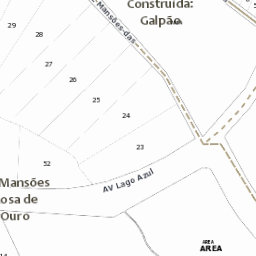 Construída:
Galpão
-Mansões-das
29
28
27
26
25
24
23
52
Mansões
osa de
Ouro
AV Lago Azul
AREA
AREA